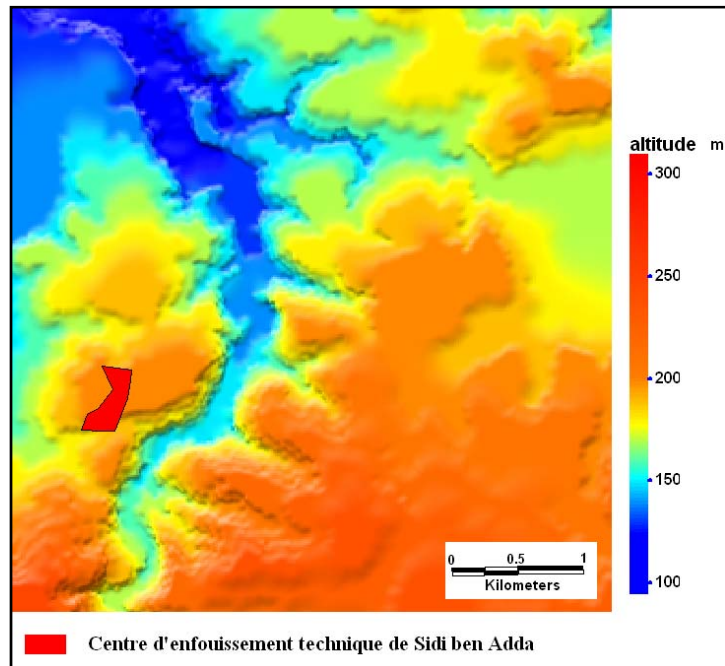 altitude m
300
250
200
150
100
0 0.5 1
Kilometers
Centre d'enfouissement technique de Sidi ben Adda